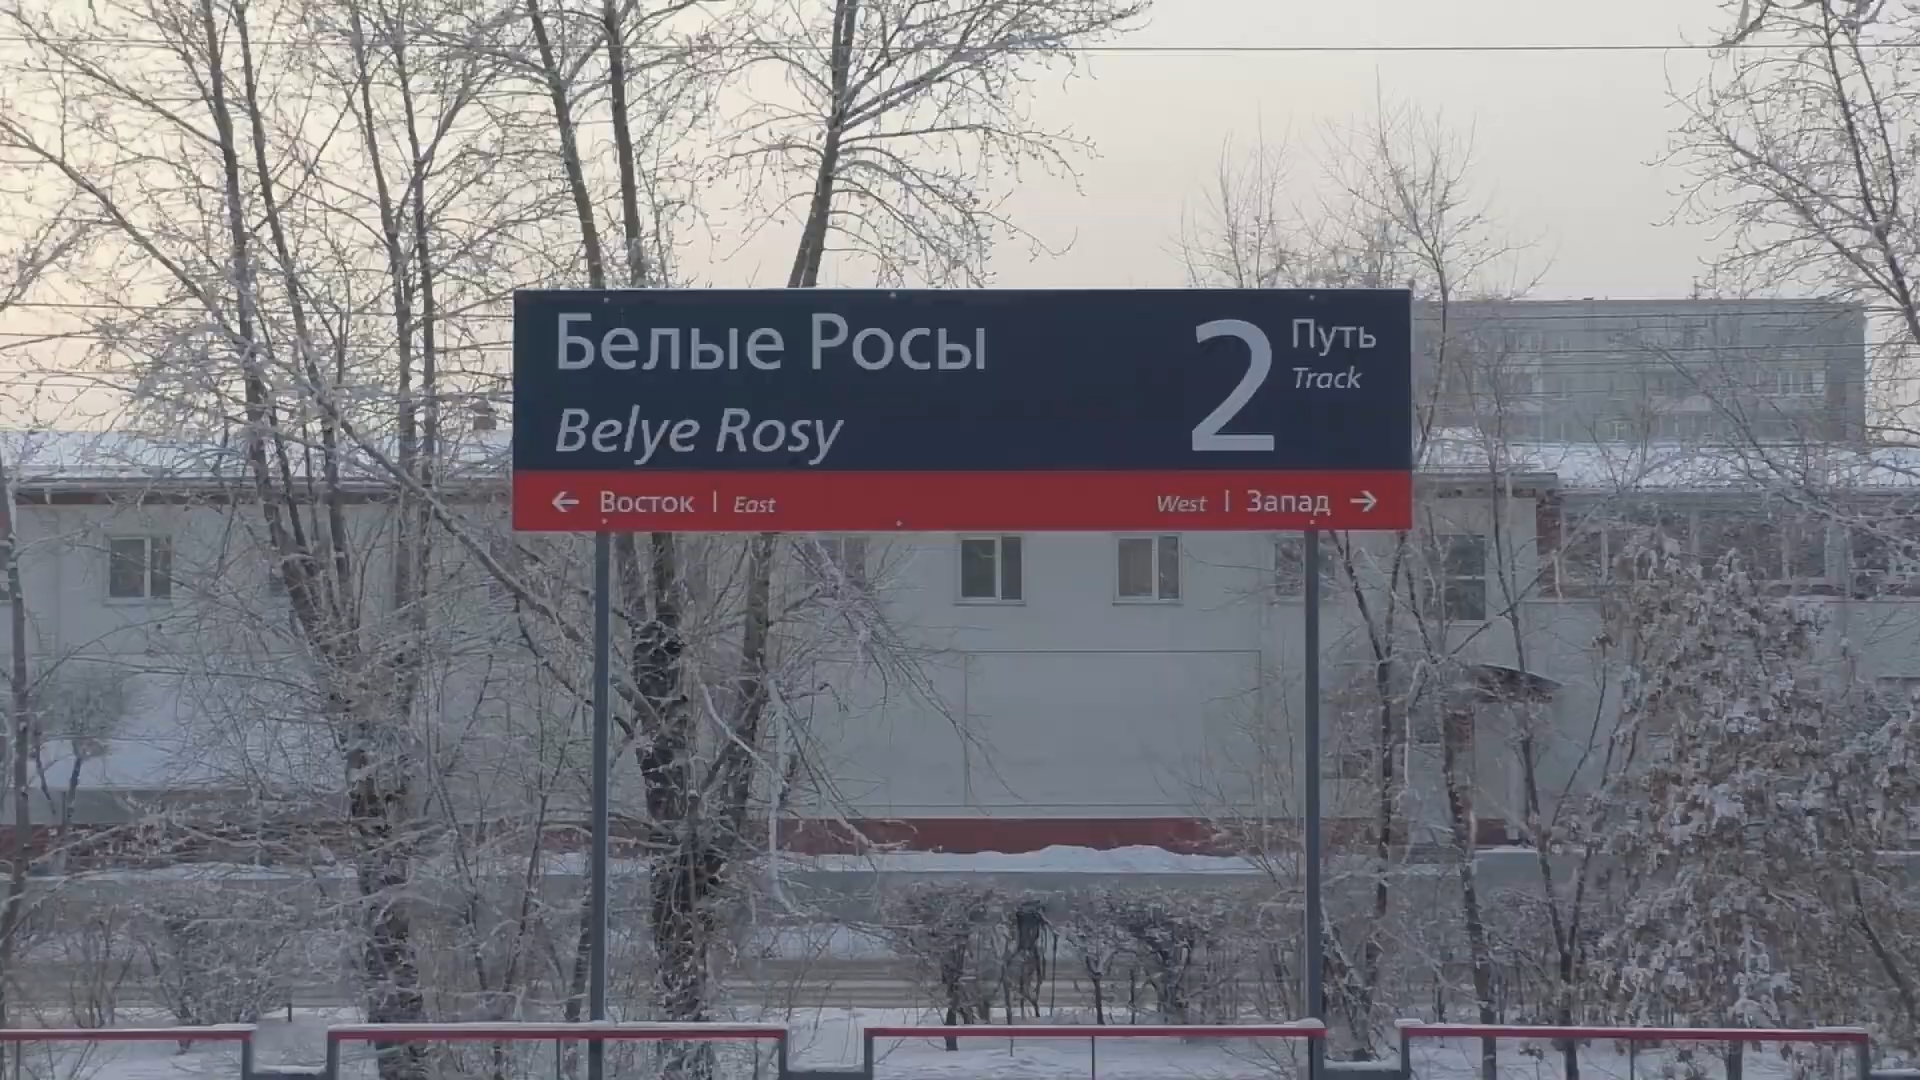 Белые Росы
Belye Rosy
2 Путь
Track
← Восток | East
West | Запад →